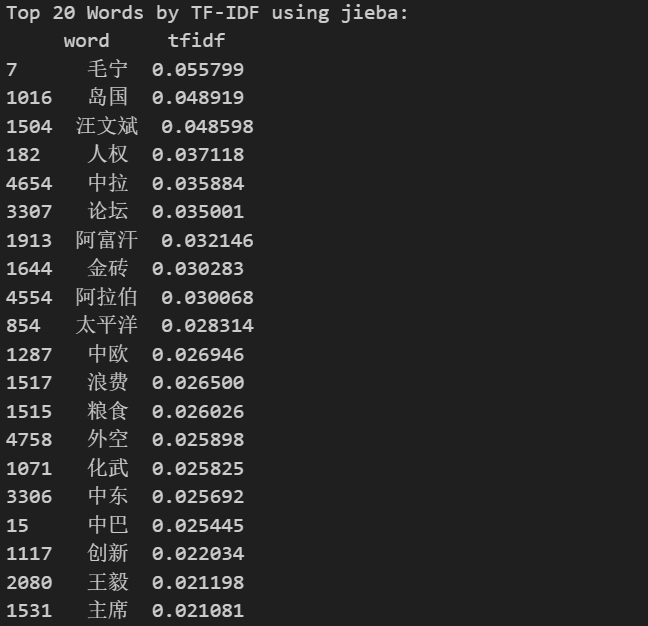 Top 20 Words by TF-IDF using jieba:
word tfidf
7 毛宁 0.055799
1016 岛国 0.048919
1504 汪文斌 0.048598
182 人权 0.037118
4654 中拉 0.035884
3307 论坛 0.035001
1913 阿富汗 0.032146
1644 金砖 0.030283
4554 阿拉伯 0.030068
854 太平洋 0.028314
1287 中欧 0.026946
1517 浪费 0.026500
1515 粮食 0.026026
4758 外空 0.025898
1071 化武 0.025825
3306 中东 0.025692
15 中巴 0.025445
1117 创新 0.022034
2080 王毅 0.021198
1531 主席 0.021081